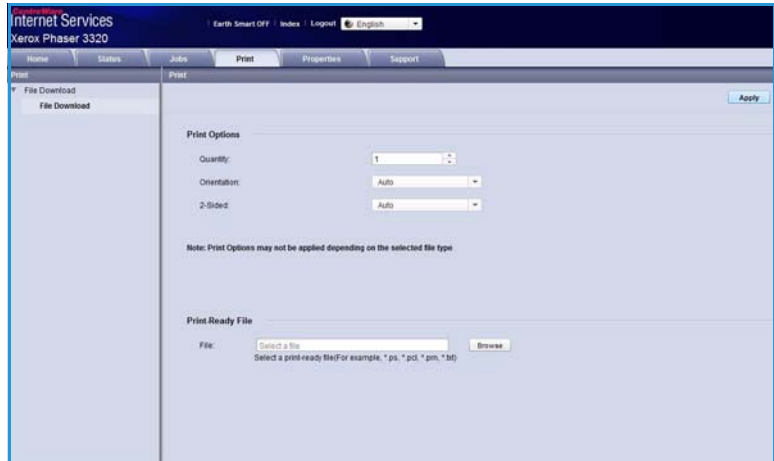 CentreWare
Internet Services
Xerox Phaser 3320
Earth Smart OFF | Index | Logout English
Home Status Jobs Print Properties Support
Print Print
File Download
File Download
Apply
Print Options
Quantity: 1
Orientation: Auto
2-Sided: Auto
Note: Print Options may not be applied depending on the selected file type
Print-Ready File
File: Select a file Browse
Select a print-ready file(For example, *.ps, *.pcl, *.prn, *.txt)